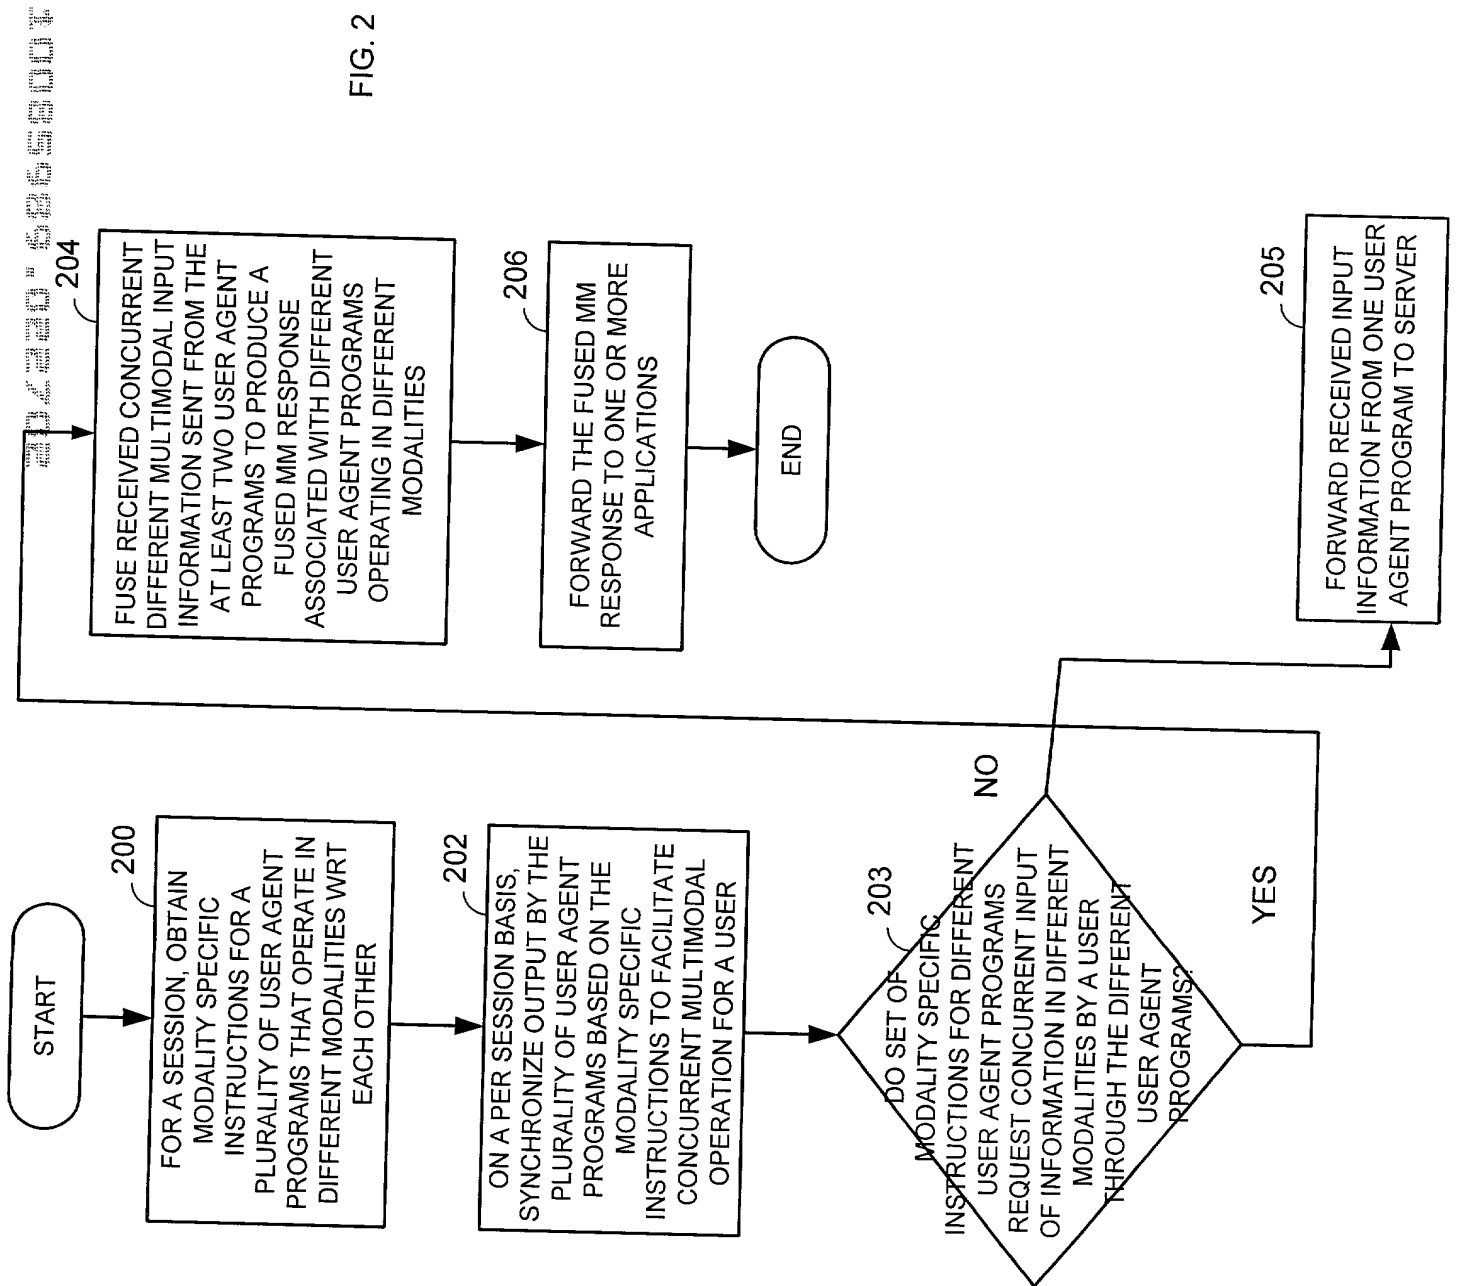 START
200
FOR A SESSION, OBTAIN
MODALITY SPECIFIC
INSTRUCTIONS FOR A
PLURALITY OF USER AGENT
PROGRAMS THAT OPERATE IN
DIFFERENT MODALITIES WRT
EACH OTHER
202
ON A PER SESSION BASIS,
SYNCHRONIZE OUTPUT BY THE
PLURALITY OF USER AGENT
PROGRAMS BASED ON THE
MODALITY SPECIFIC
INSTRUCTIONS TO FACILITATE
CONCURRENT MULTIMODAL
OPERATION FOR A USER
203
DO SET OF
MODALITY SPECIFIC
INSTRUCTIONS FOR DIFFERENT
USER AGENT PROGRAMS
REQUEST CONCURRENT INPUT
OF INFORMATION IN DIFFERENT
MODALITIES BY A USER
THROUGH THE DIFFERENT
USER AGENT
PROGRAMS?
NO
YES
204
FUSE RECEIVED CONCURRENT
DIFFERENT MULTIMODAL INPUT
INFORMATION SENT FROM THE
AT LEAST TWO USER AGENT
PROGRAMS TO PRODUCE A
FUSED MM RESPONSE
ASSOCIATED WITH DIFFERENT
USER AGENT PROGRAMS
OPERATING IN DIFFERENT
MODALITIES
206
FORWARD THE FUSED MM
RESPONSE TO ONE OR MORE
APPLICATIONS
END
205
FORWARD RECEIVED INPUT
INFORMATION FROM ONE USER
AGENT PROGRAM TO SERVER
FIG. 2